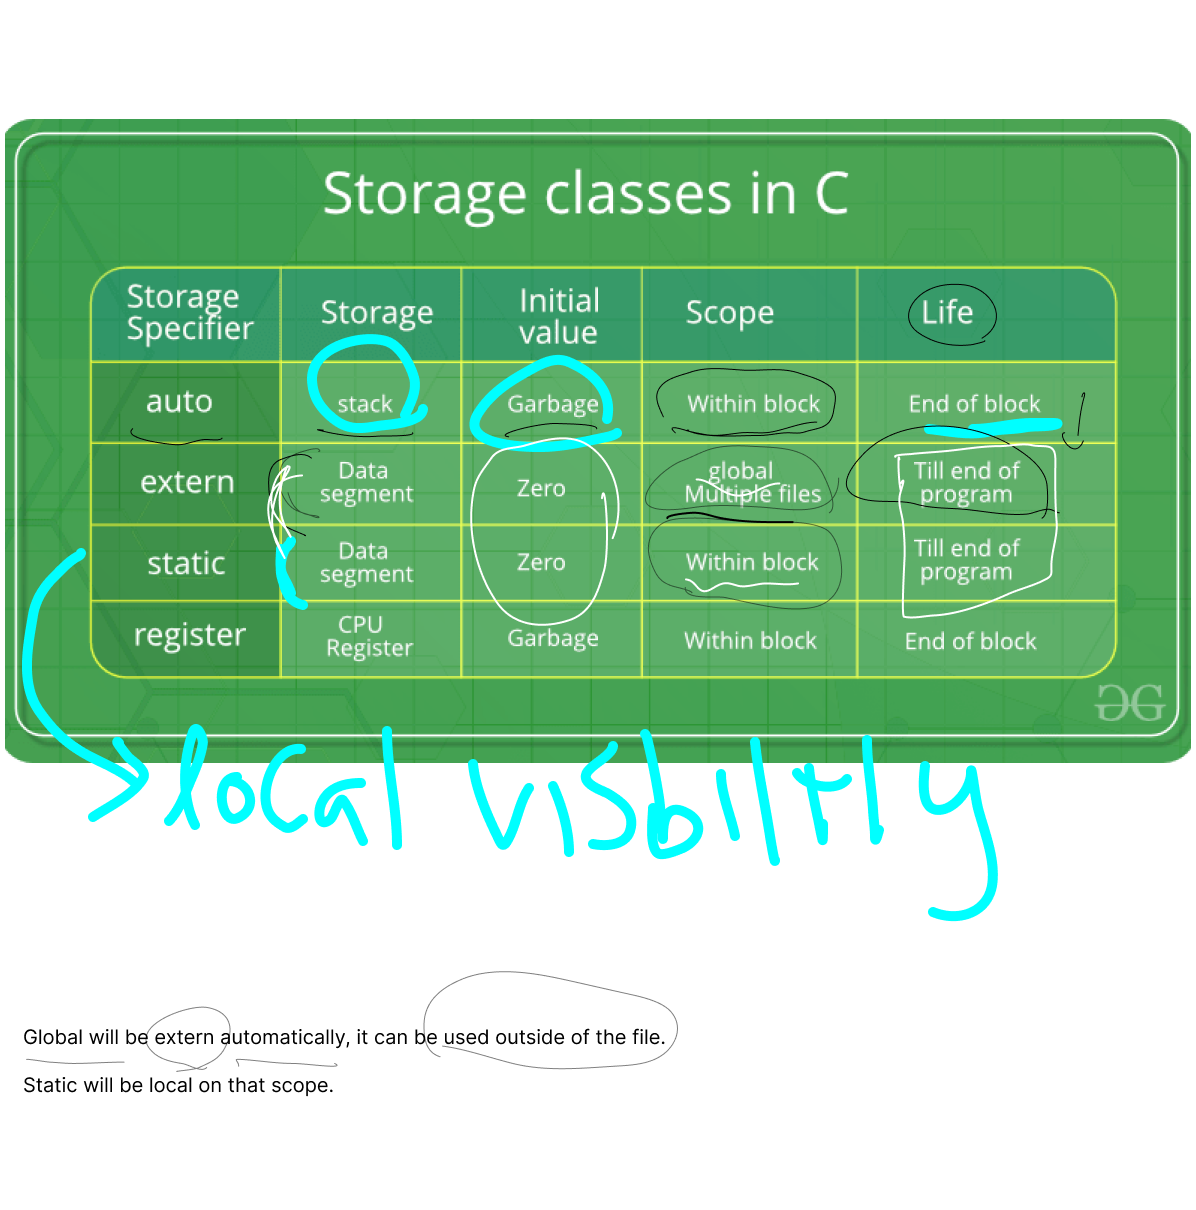 Storage classes in C
Storage Specifier Storage Initial value Scope Life
auto stack Garbage Within block End of block
extern Data segment Zero global Multiple files Till end of program
static Data segment Zero Within block Till end of program
register CPU Register Garbage Within block End of block
GG
local visbility
Global will be extern automatically, it can be used outside of the file.
Static will be local on that scope.